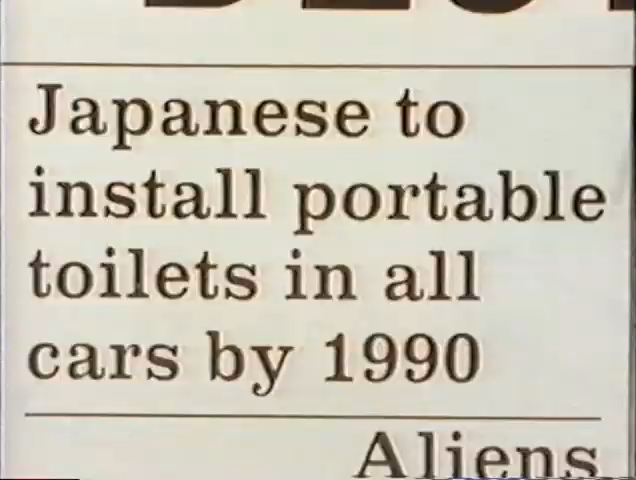 Japanese to
install portable
toilets in all
cars by 1990
Aliens